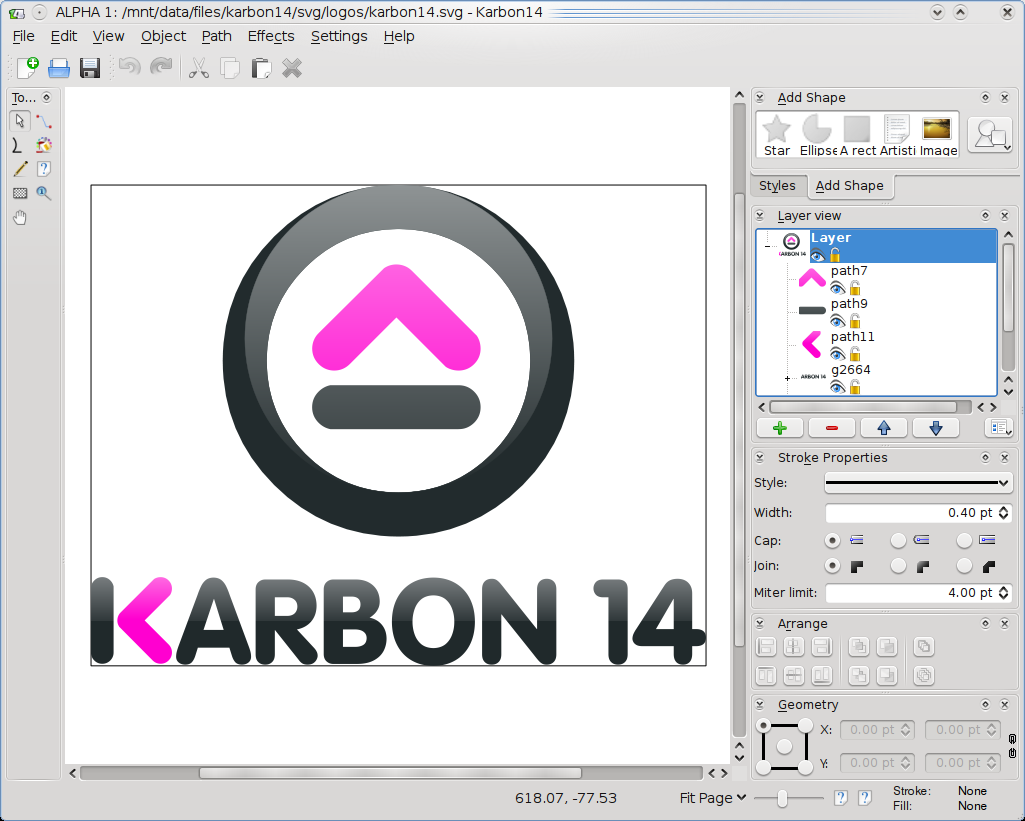 ALPHA 1: /mnt/data/files/karbon14/svg/logos/karbon14.svg - Karbon14
File Edit View Object Path Effects Settings Help
To...
Add Shape
Star Ellipse A rect Artisti Image
Styles Add Shape
Layer view
Layer
KARBON 14
path7
path9
path11
g2664
KARBON 14
Stroke Properties
Style:
Width: 0.40 pt
Cap:
Join:
Miter limit: 4.00 pt
Arrange
Geometry
X: 0.00 pt 0.00 pt
Y: 0.00 pt 0.00 pt
KARBON 14
618.07, -77.53 Fit Page Stroke: None
Fill: None